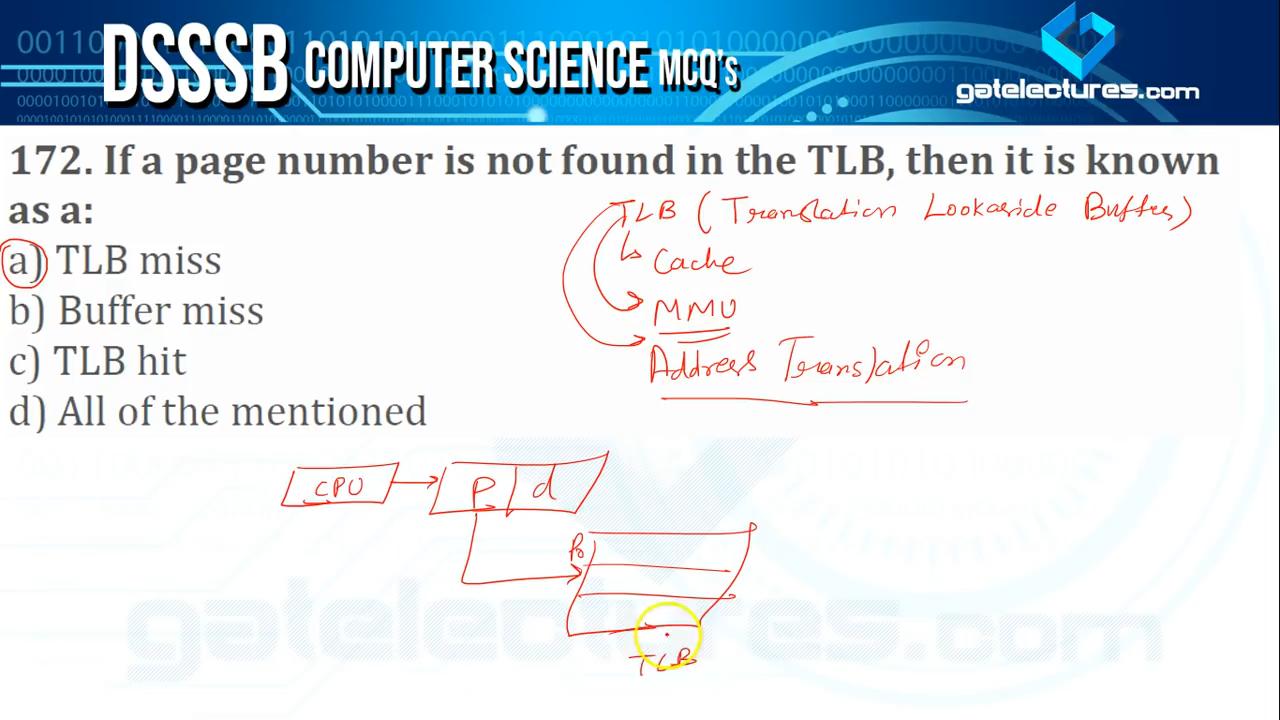 DSSSB COMPUTER SCIENCE MCQ's
gatelectures.com
172. If a page number is not found in the TLB, then it is known
as a:
TLB (Translation Lookaside Buffer)
a) TLB miss
Cache
b) Buffer miss
MMU
c) TLB hit
Address Translation
d) All of the mentioned
CPU
P d
TLB
gatelectures.com